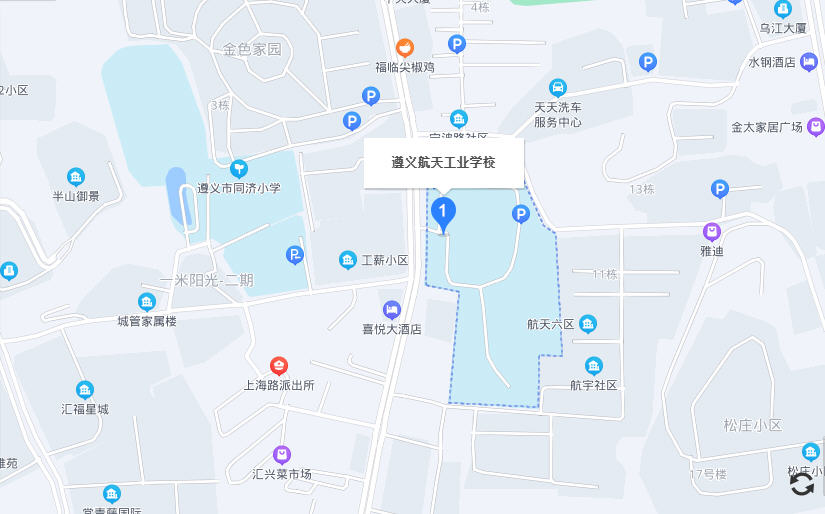 4栋
乌江大厦
金色家园
福临尖椒鸡
P
P
水钢酒店
2小区
3栋
P
P
天天洗车
服务中心
金太家居广场
遵义航天工业学校
半山御景
遵义市同济小学
13栋
P
1
P
雅迪
P
工薪小区
一米阳光-二期
11栋
城管家属楼
喜悦大酒店
航天六区
上海路派出所
航宇社区
汇福星城
松庄小区
雅苑
汇兴菜市场
17号楼
松庄小